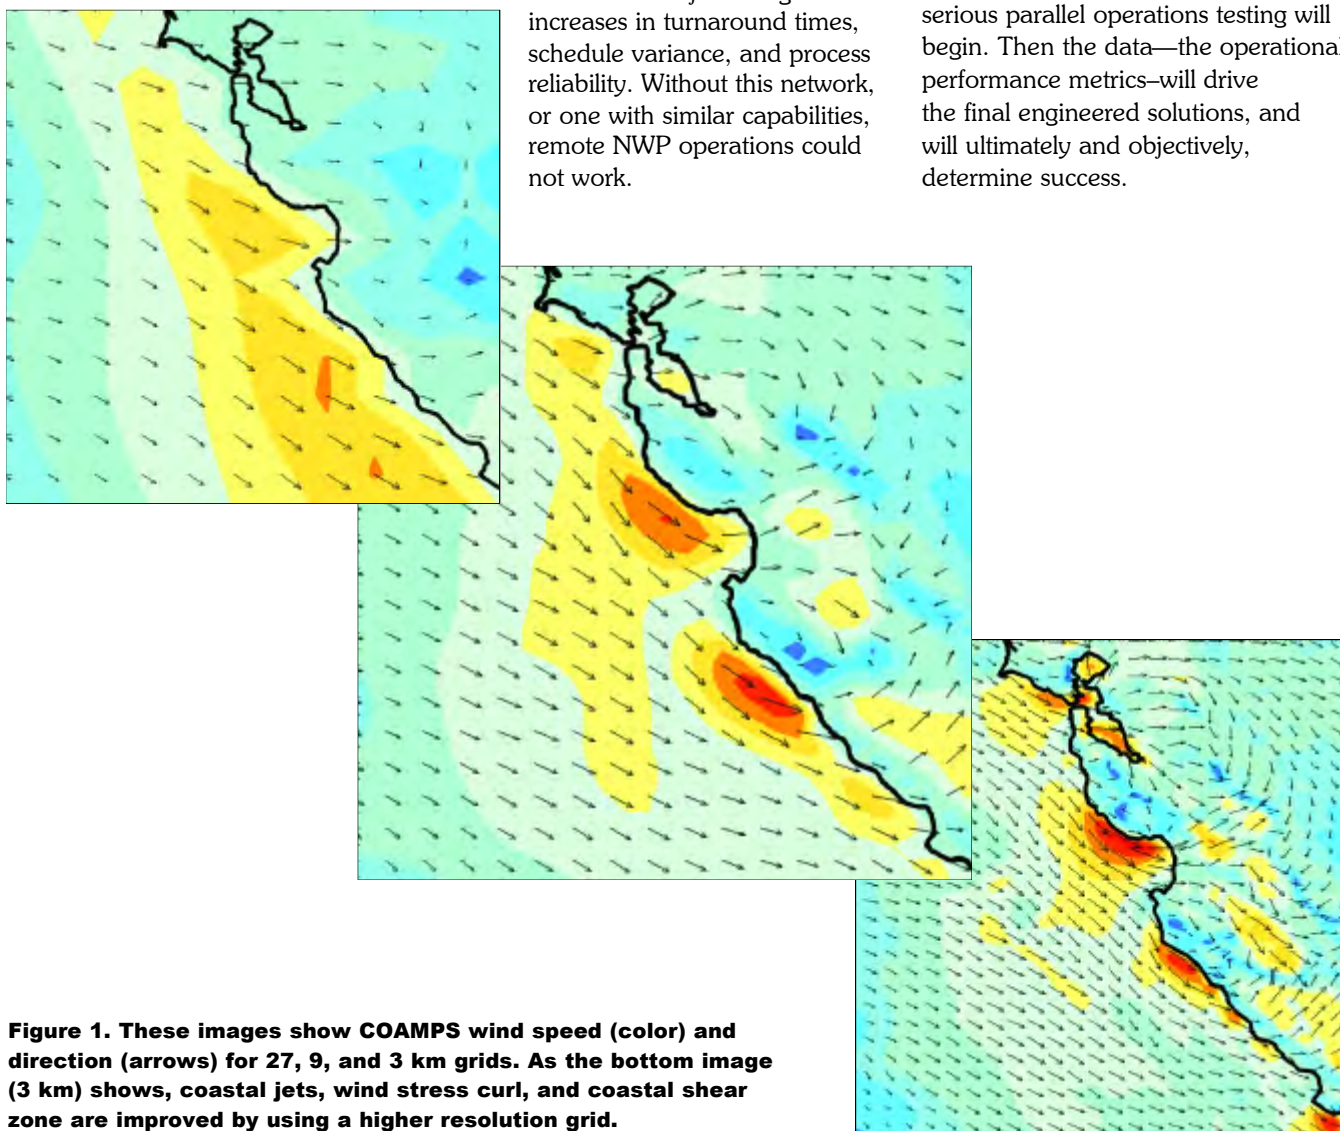 increases in turnaround times,
schedule variance, and process
reliability. Without this network,
or one with similar capabilities,
remote NWP operations could
not work.
serious parallel operations testing will
begin. Then the data—the operational
performance metrics–will drive
the final engineered solutions, and
will ultimately and objectively,
determine success.
Figure 1. These images show COAMPS wind speed (color) and
direction (arrows) for 27, 9, and 3 km grids. As the bottom image
(3 km) shows, coastal jets, wind stress curl, and coastal shear
zone are improved by using a higher resolution grid.